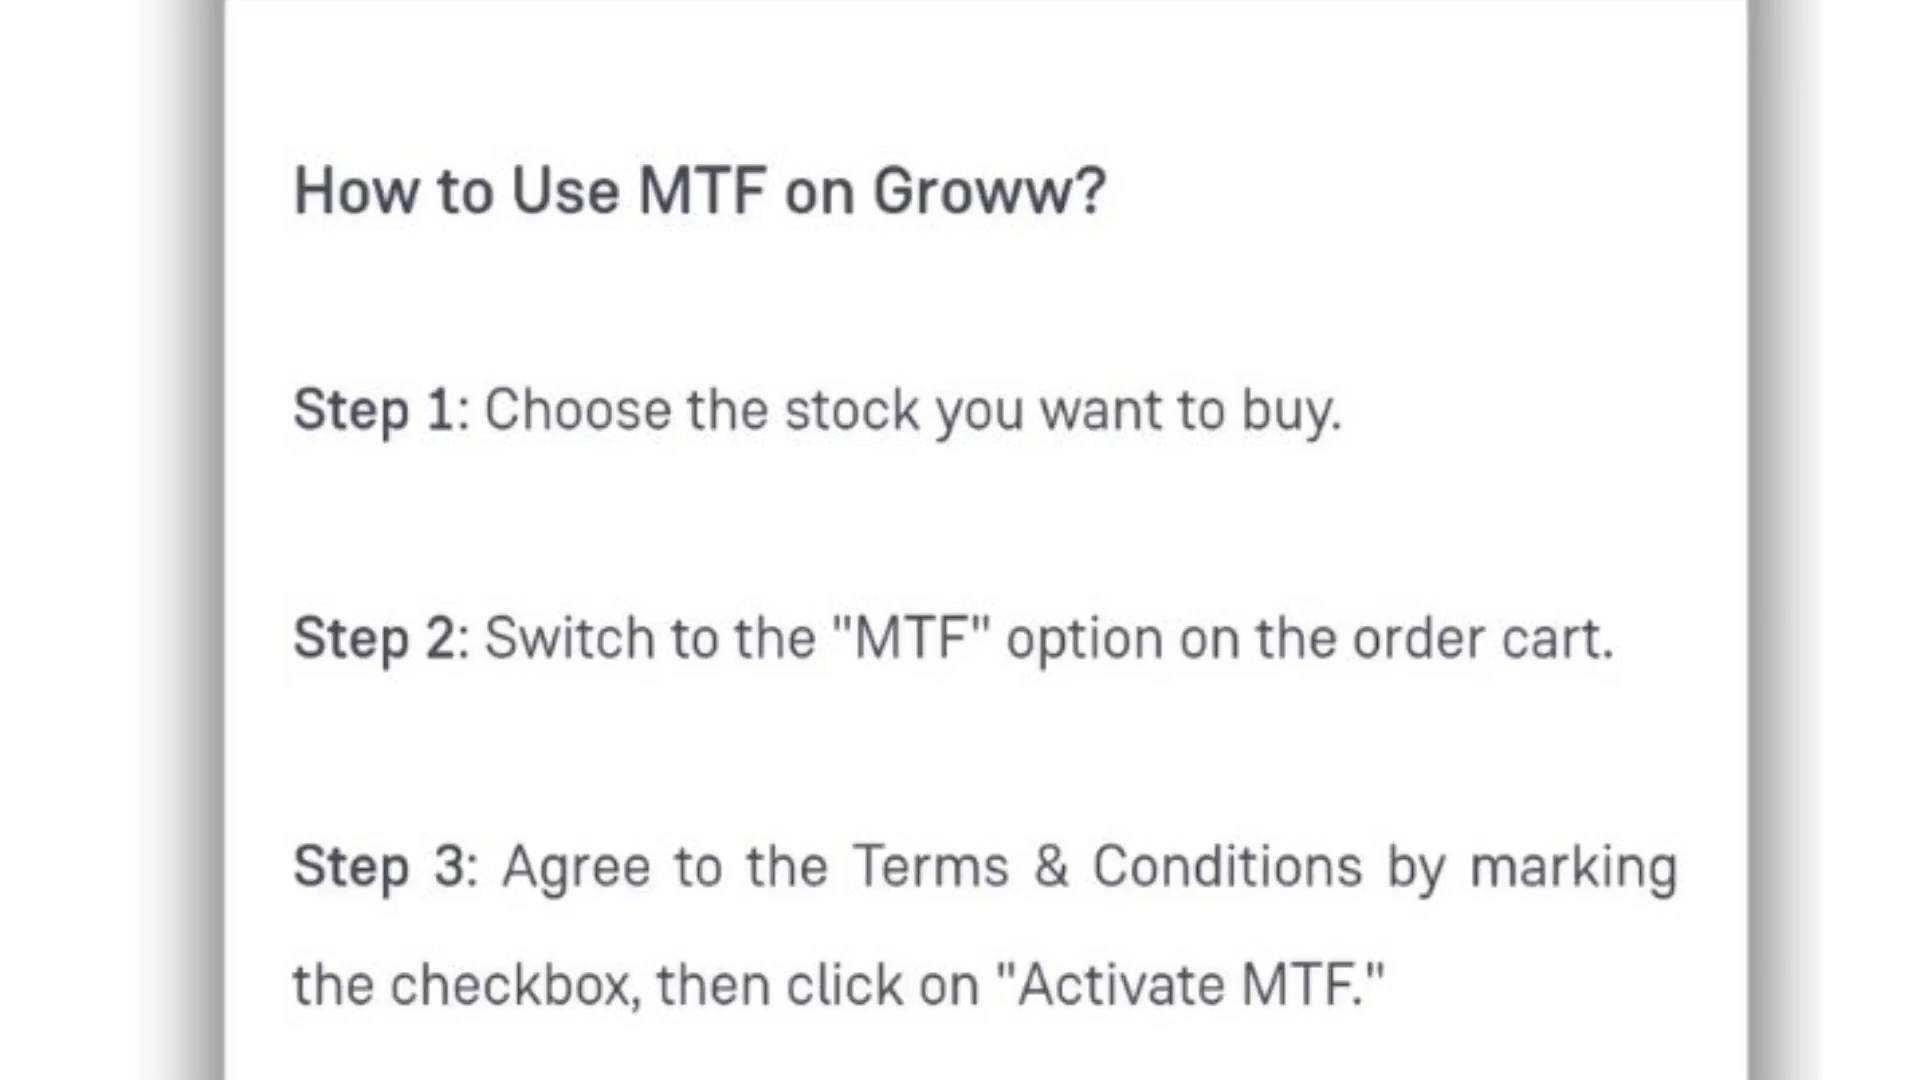 How to Use MTF on Groww?
Step 1: Choose the stock you want to buy.
Step 2: Switch to the "MTF" option on the order cart.
Step 3: Agree to the Terms & Conditions by marking
the checkbox, then click on "Activate MTF."